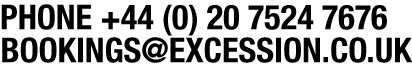 PHONE +44 (0) 20 7524 7676
BOOKINGS@EXCESSION.CO.UK